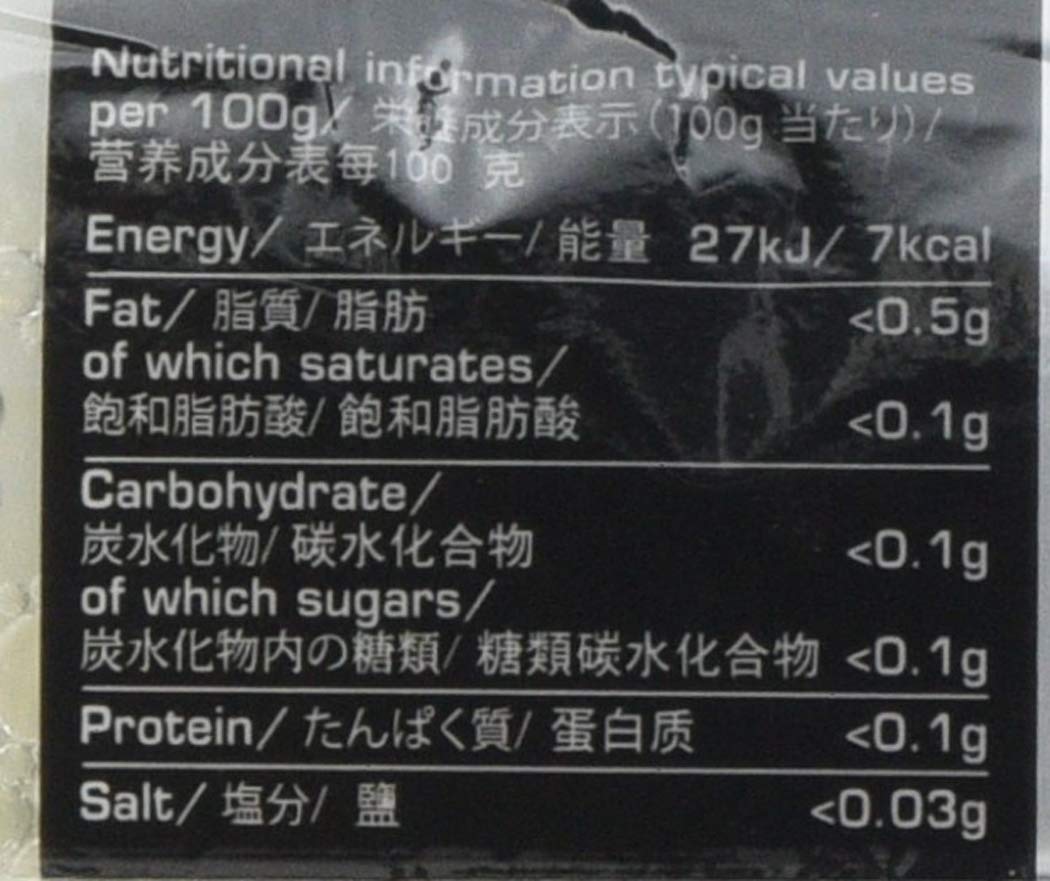 Nutritional information typical values
per 100g/ 栄養成分表示(100g 当たり)/
营养成分表每100 克
Energy/ エネルギー/ 能量 27kJ/ 7kcal
Fat/ 脂質/ 脂肪 <0.5g
of which saturates/
飽和脂肪酸/ 飽和脂肪酸 <0.1g
Carbohydrate/
炭水化物/ 碳水化合物 <0.1g
of which sugars/
炭水化物内の糖類/ 糖類碳水化合物 <0.1g
Protein/ たんぱく質/ 蛋白质 <0.1g
Salt/ 塩分/ 鹽 <0.03g